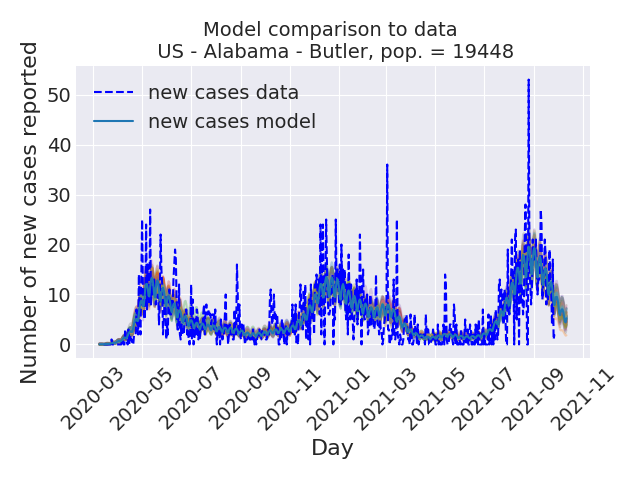 Model comparison to data
US - Alabama - Butler, pop. = 19448
Number of new cases reported
50
40
30
20
10
0
new cases data
new cases model
2020-03
2020-05
2020-07
2020-09
2020-11
2021-01
2021-03
2021-05
2021-07
2021-09
2021-11
Day